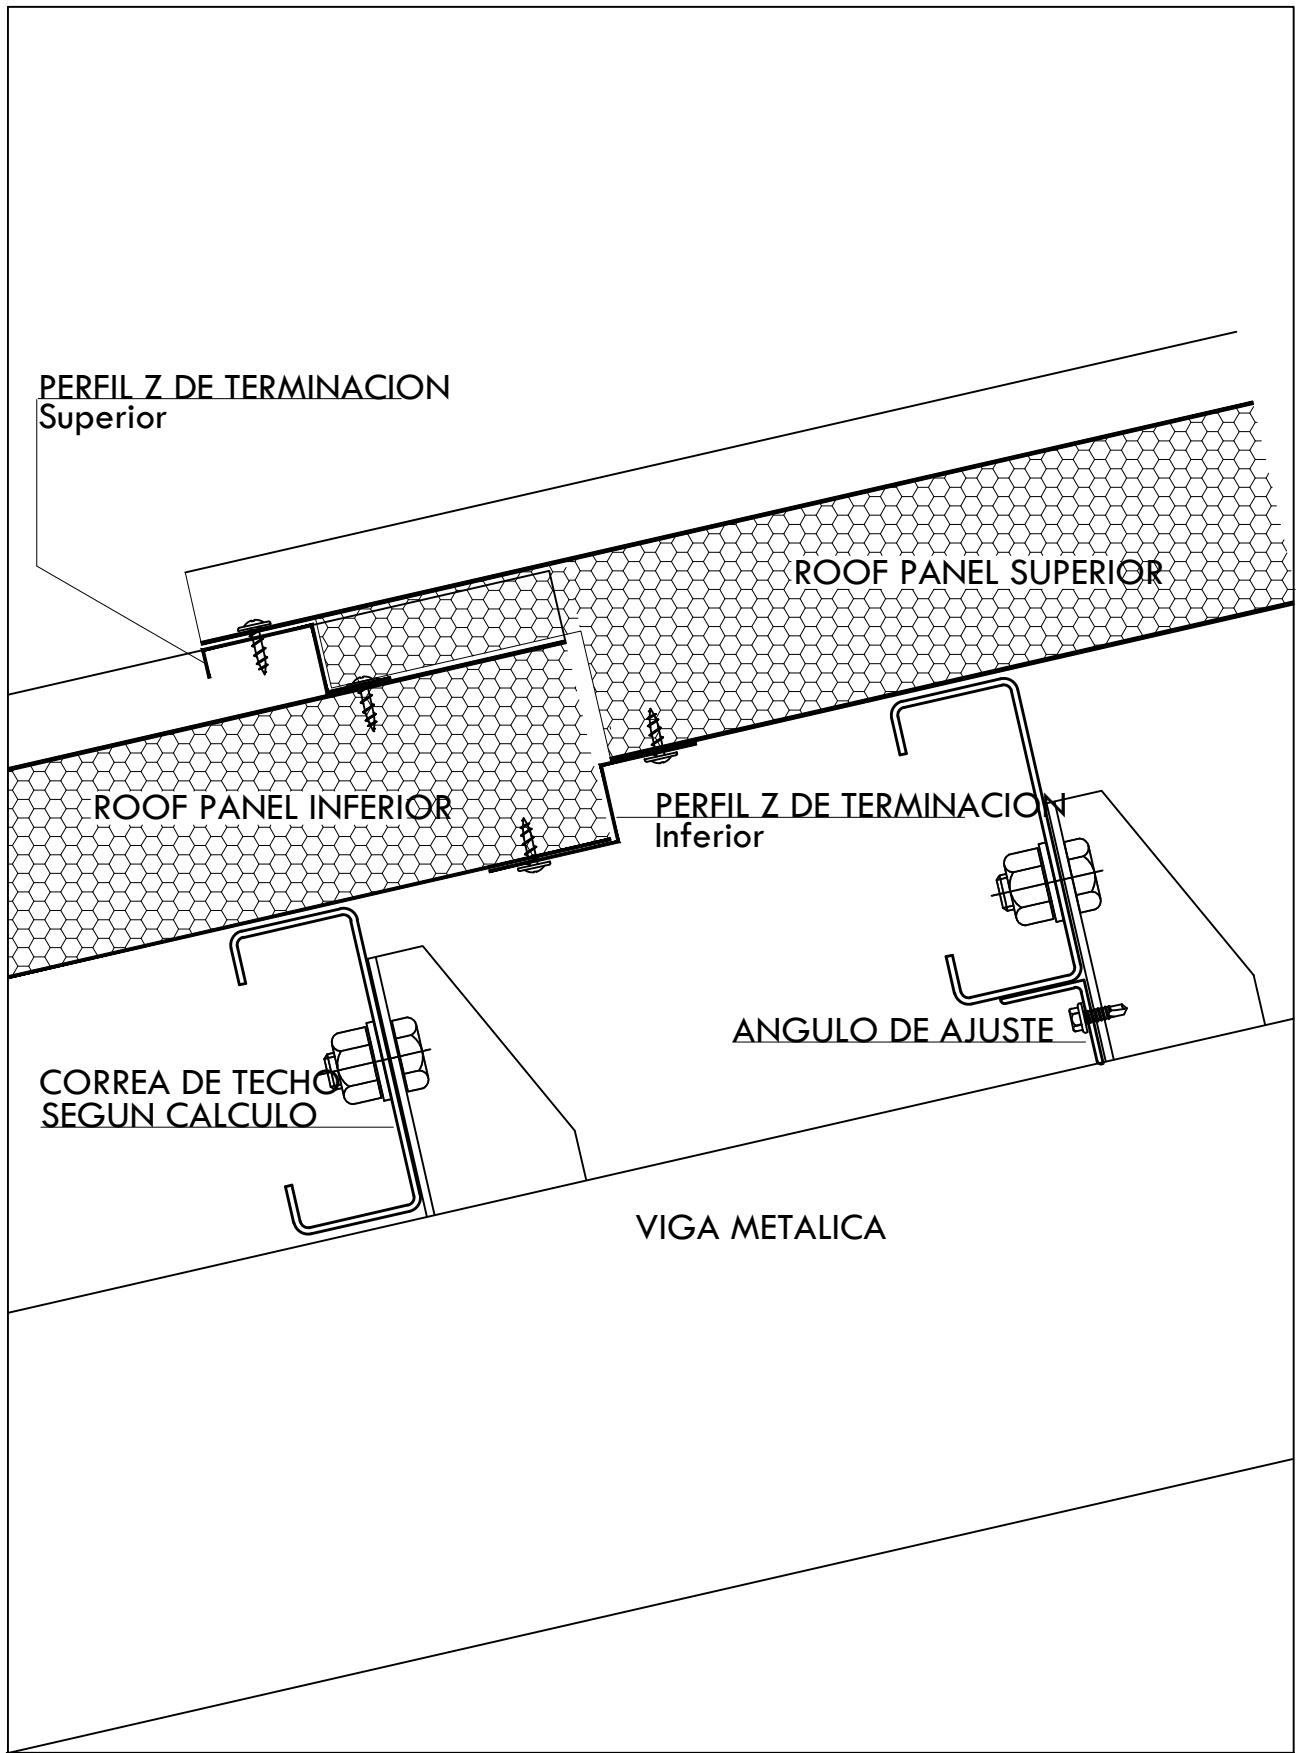 PERFIL Z DE TERMINACION
Superior
ROOF PANEL SUPERIOR
ROOF PANEL INFERIOR
PERFIL Z DE TERMINACION
Inferior
ANGULO DE AJUSTE
CORREA DE TECHO
SEGUN CALCULO
VIGA METALICA